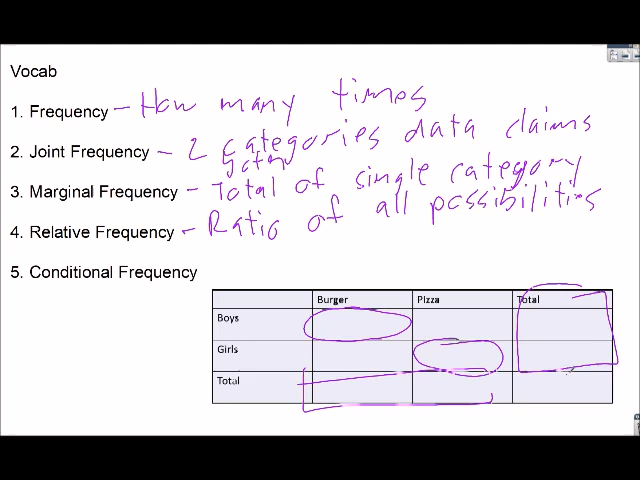 Vocab
1. Frequency - How many times
2. Joint Frequency - 2 categories data claims
both
3. Marginal Frequency - Total of single category
4. Relative Frequency - Ratio of all possibilities
5. Conditional Frequency
Burger Pizza Total
Boys
Girls
Total